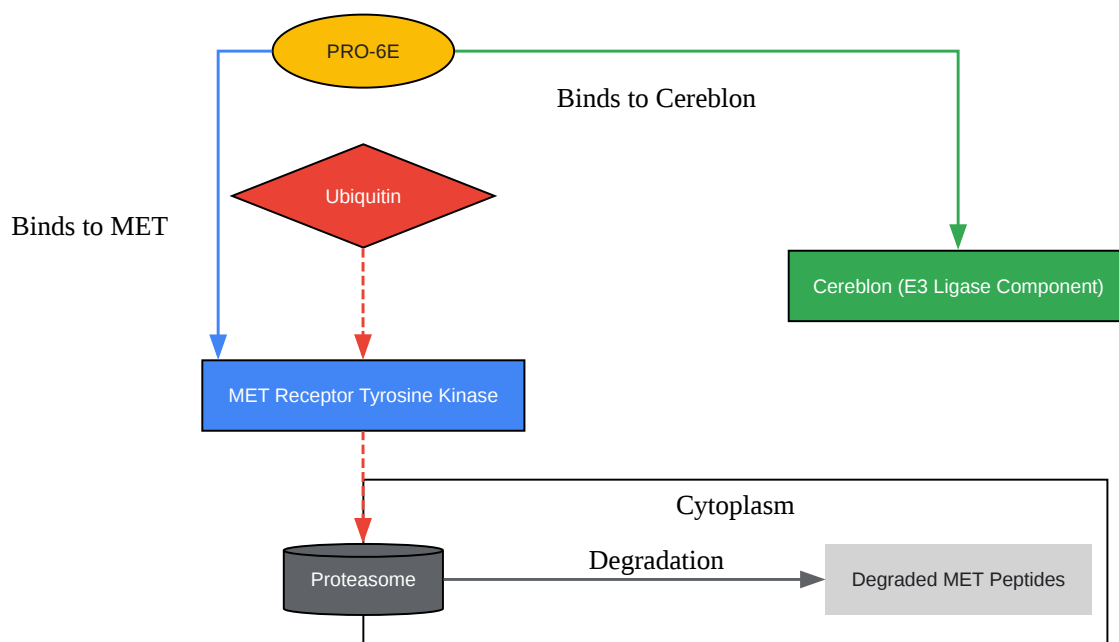 PRO-6E
Binds to Cereblon
Ubiquitin
Binds to MET
Cereblon (E3 Ligase Component)
MET Receptor Tyrosine Kinase
Cytoplasm
Degradation
Proteasome
Degraded MET Peptides